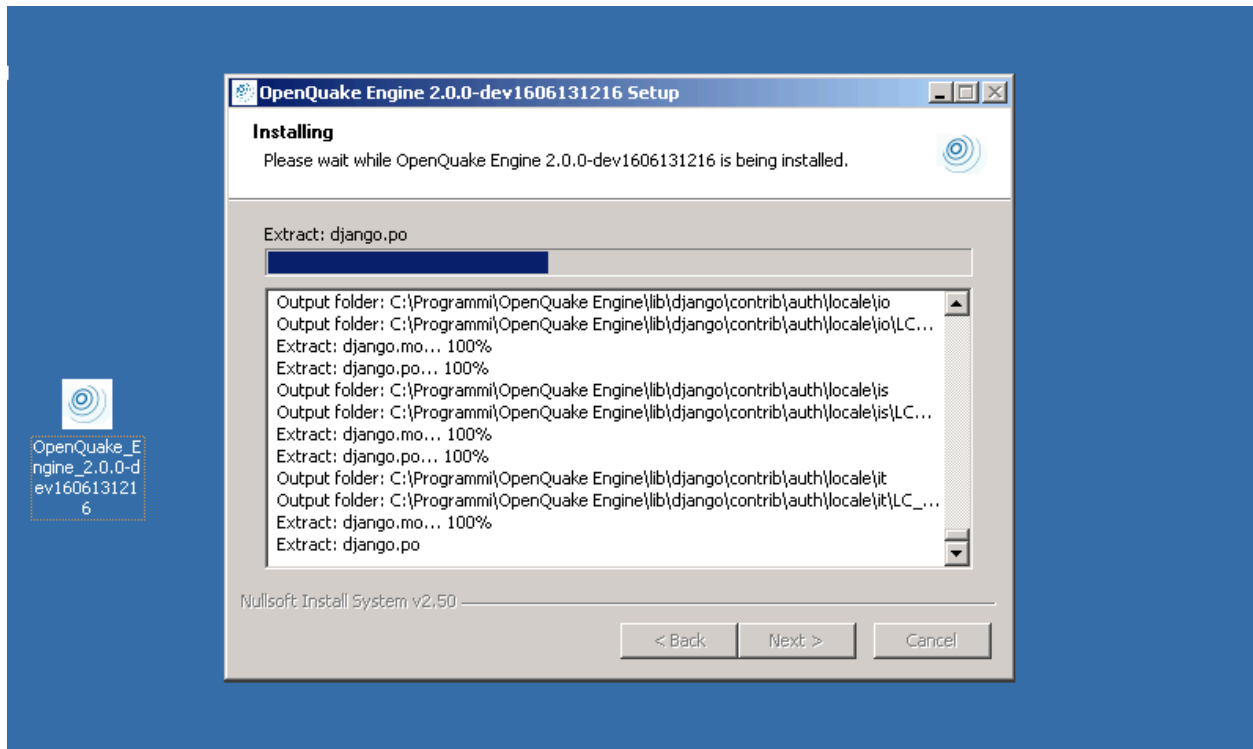 OpenQuake Engine 2.0.0-dev1606131216 Setup
Installing
Please wait while OpenQuake Engine 2.0.0-dev1606131216 is being installed.
Extract: django.po
Output folder: C:\Programmi\OpenQuake Engine\lib\django\contrib\auth\locale\io
Output folder: C:\Programmi\OpenQuake Engine\lib\django\contrib\auth\locale\io\LC...
Extract: django.mo... 100%
Extract: django.po... 100%
Output folder: C:\Programmi\OpenQuake Engine\lib\django\contrib\auth\locale\is
Output folder: C:\Programmi\OpenQuake Engine\lib\django\contrib\auth\locale\is\LC...
Extract: django.mo... 100%
Extract: django.po... 100%
Output folder: C:\Programmi\OpenQuake Engine\lib\django\contrib\auth\locale\it
Output folder: C:\Programmi\OpenQuake Engine\lib\django\contrib\auth\locale\it\LC_...
Extract: django.mo... 100%
Extract: django.po
Nullsoft Install System v2.50
< Back
Next >
Cancel
OpenQuake_E
ngine_2.0.0-d
ev160613121
6